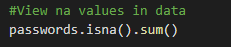 #View na values in data
passwords.isna().sum()